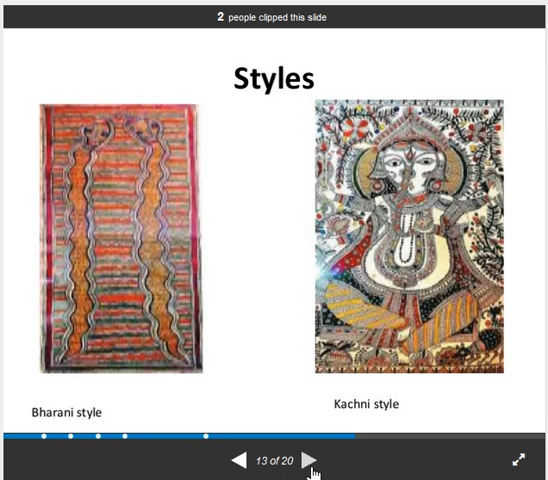 2 people clipped this slide
Styles
Bharani style
Kachni style
13 of 20